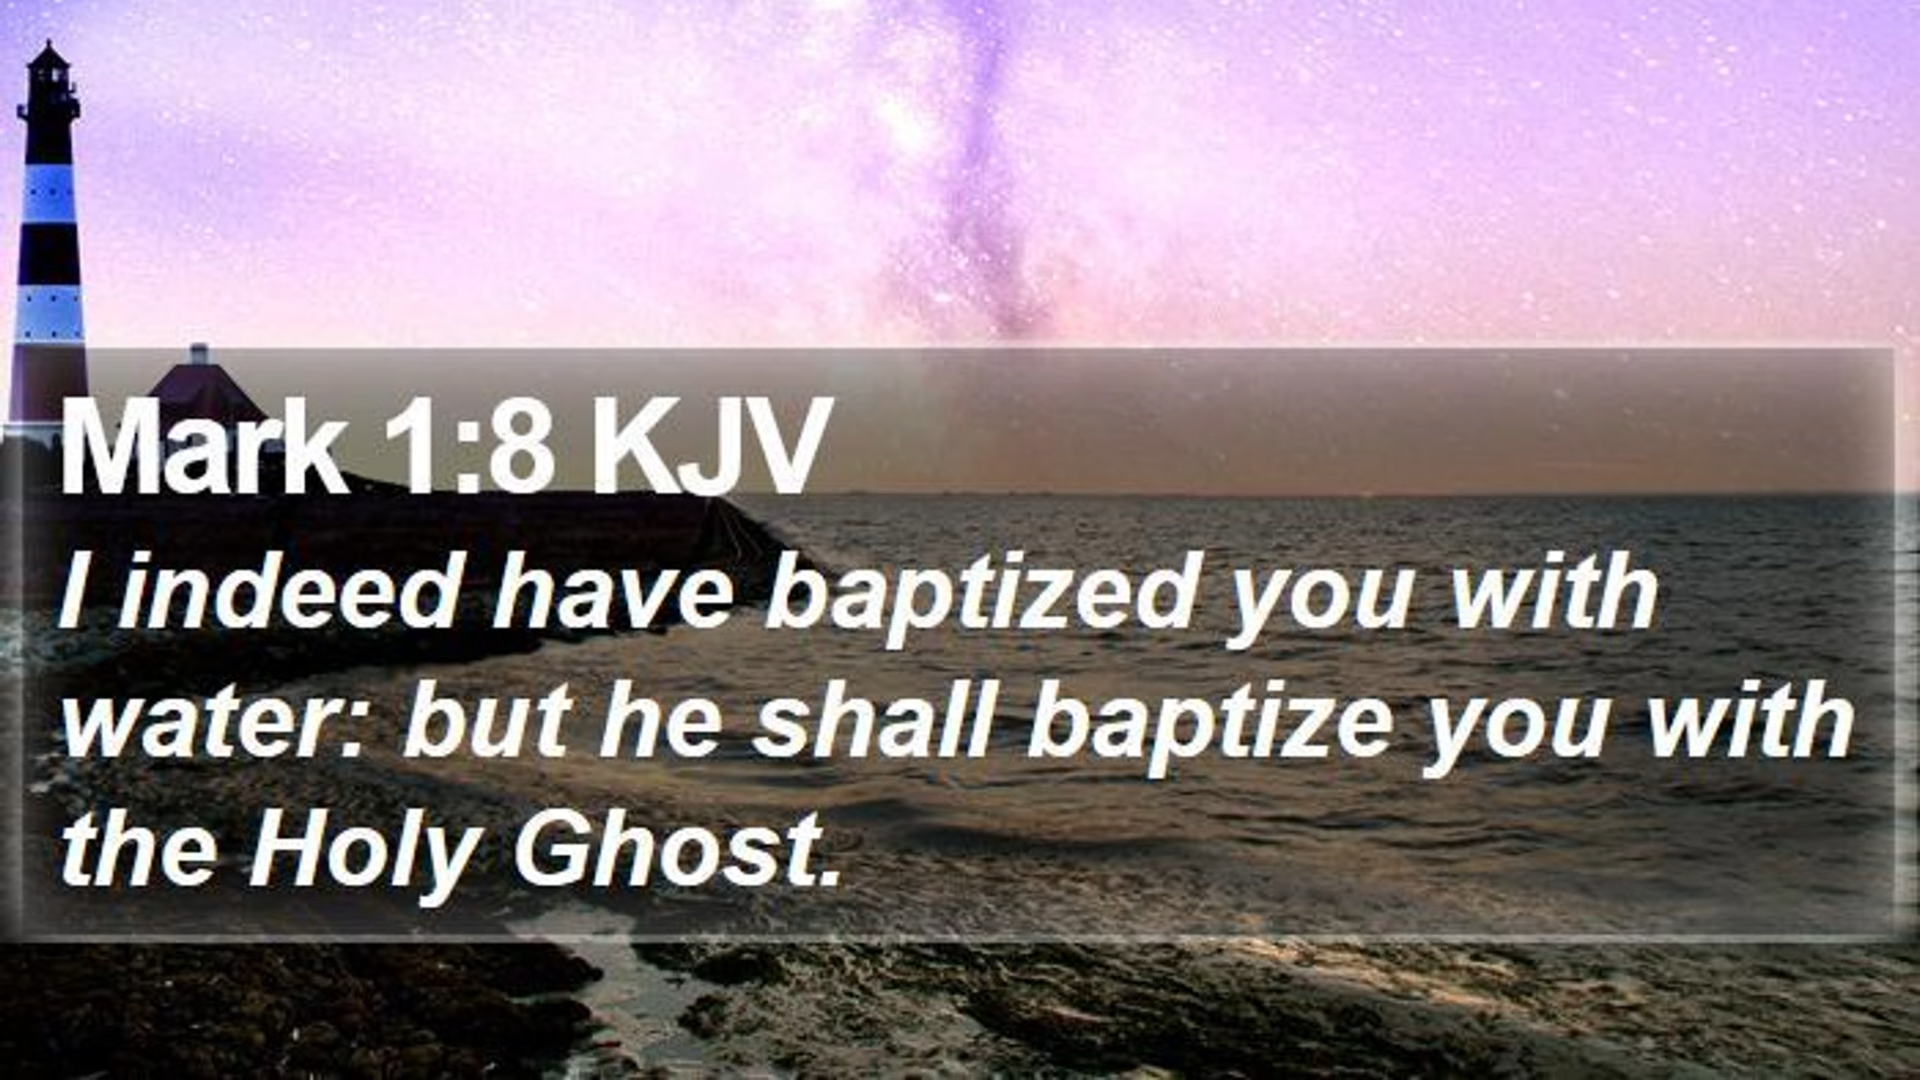 Mark 1:8 KJV
I indeed have baptized you with
water: but he shall baptize you with
the Holy Ghost.